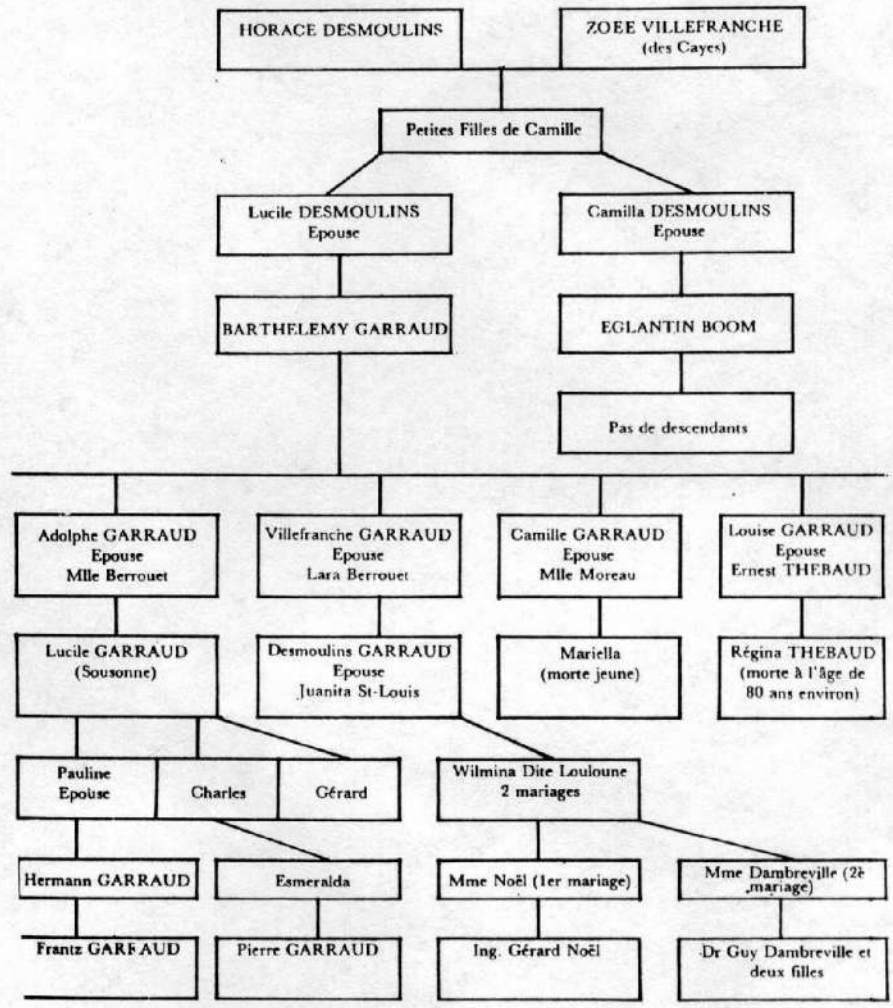 HORACE DESMOULINS
ZOEE VILLEFRANCHE
(des Cayes)
Petites Filles de Camille
Lucile DESMOULINS
Epouse
Camilla DESMOULINS
Epouse
BARTHELEMY GARRAUD
EGLANTIN BOOM
Pas de descendants
Adolphe GARRAUD
Epouse
Mlle Berrouet
Villefranche GARRAUD
Epouse
Lara Berrouet
Camille GARRAUD
Epouse
Mlle Moreau
Louise GARRAUD
Epouse
Ernest THEBAUD
Lucile GARRAUD
(Sousonne)
Desmoulins GARRAUD
Epouse
Juanita St-Louis
Mariella
(morte jeune)
Régina THEBAUD
(morte à l'âge de
80 ans environ)
Pauline
Epouse
Charles
Gérard
Wilmina Dite Louloune
2 mariages
Hermann GARRAUD
Esmeralda
Mme Noël (1er mariage)
Mme Dambreville (2è
mariage)
Frantz GARRAUD
Pierre GARRAUD
Ing. Gérard Noël
Dr Guy Dambreville et
deux filles